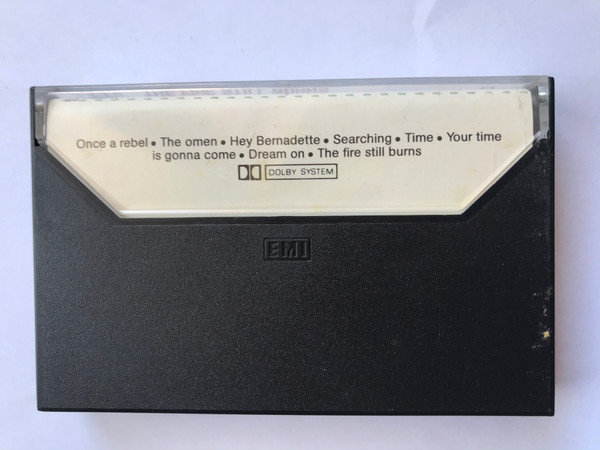 Once a rebel • The omen • Hey Bernadette • Searching • Time • Your time
is gonna come • Dream on • The fire still burns
DOLBY SYSTEM
EMI